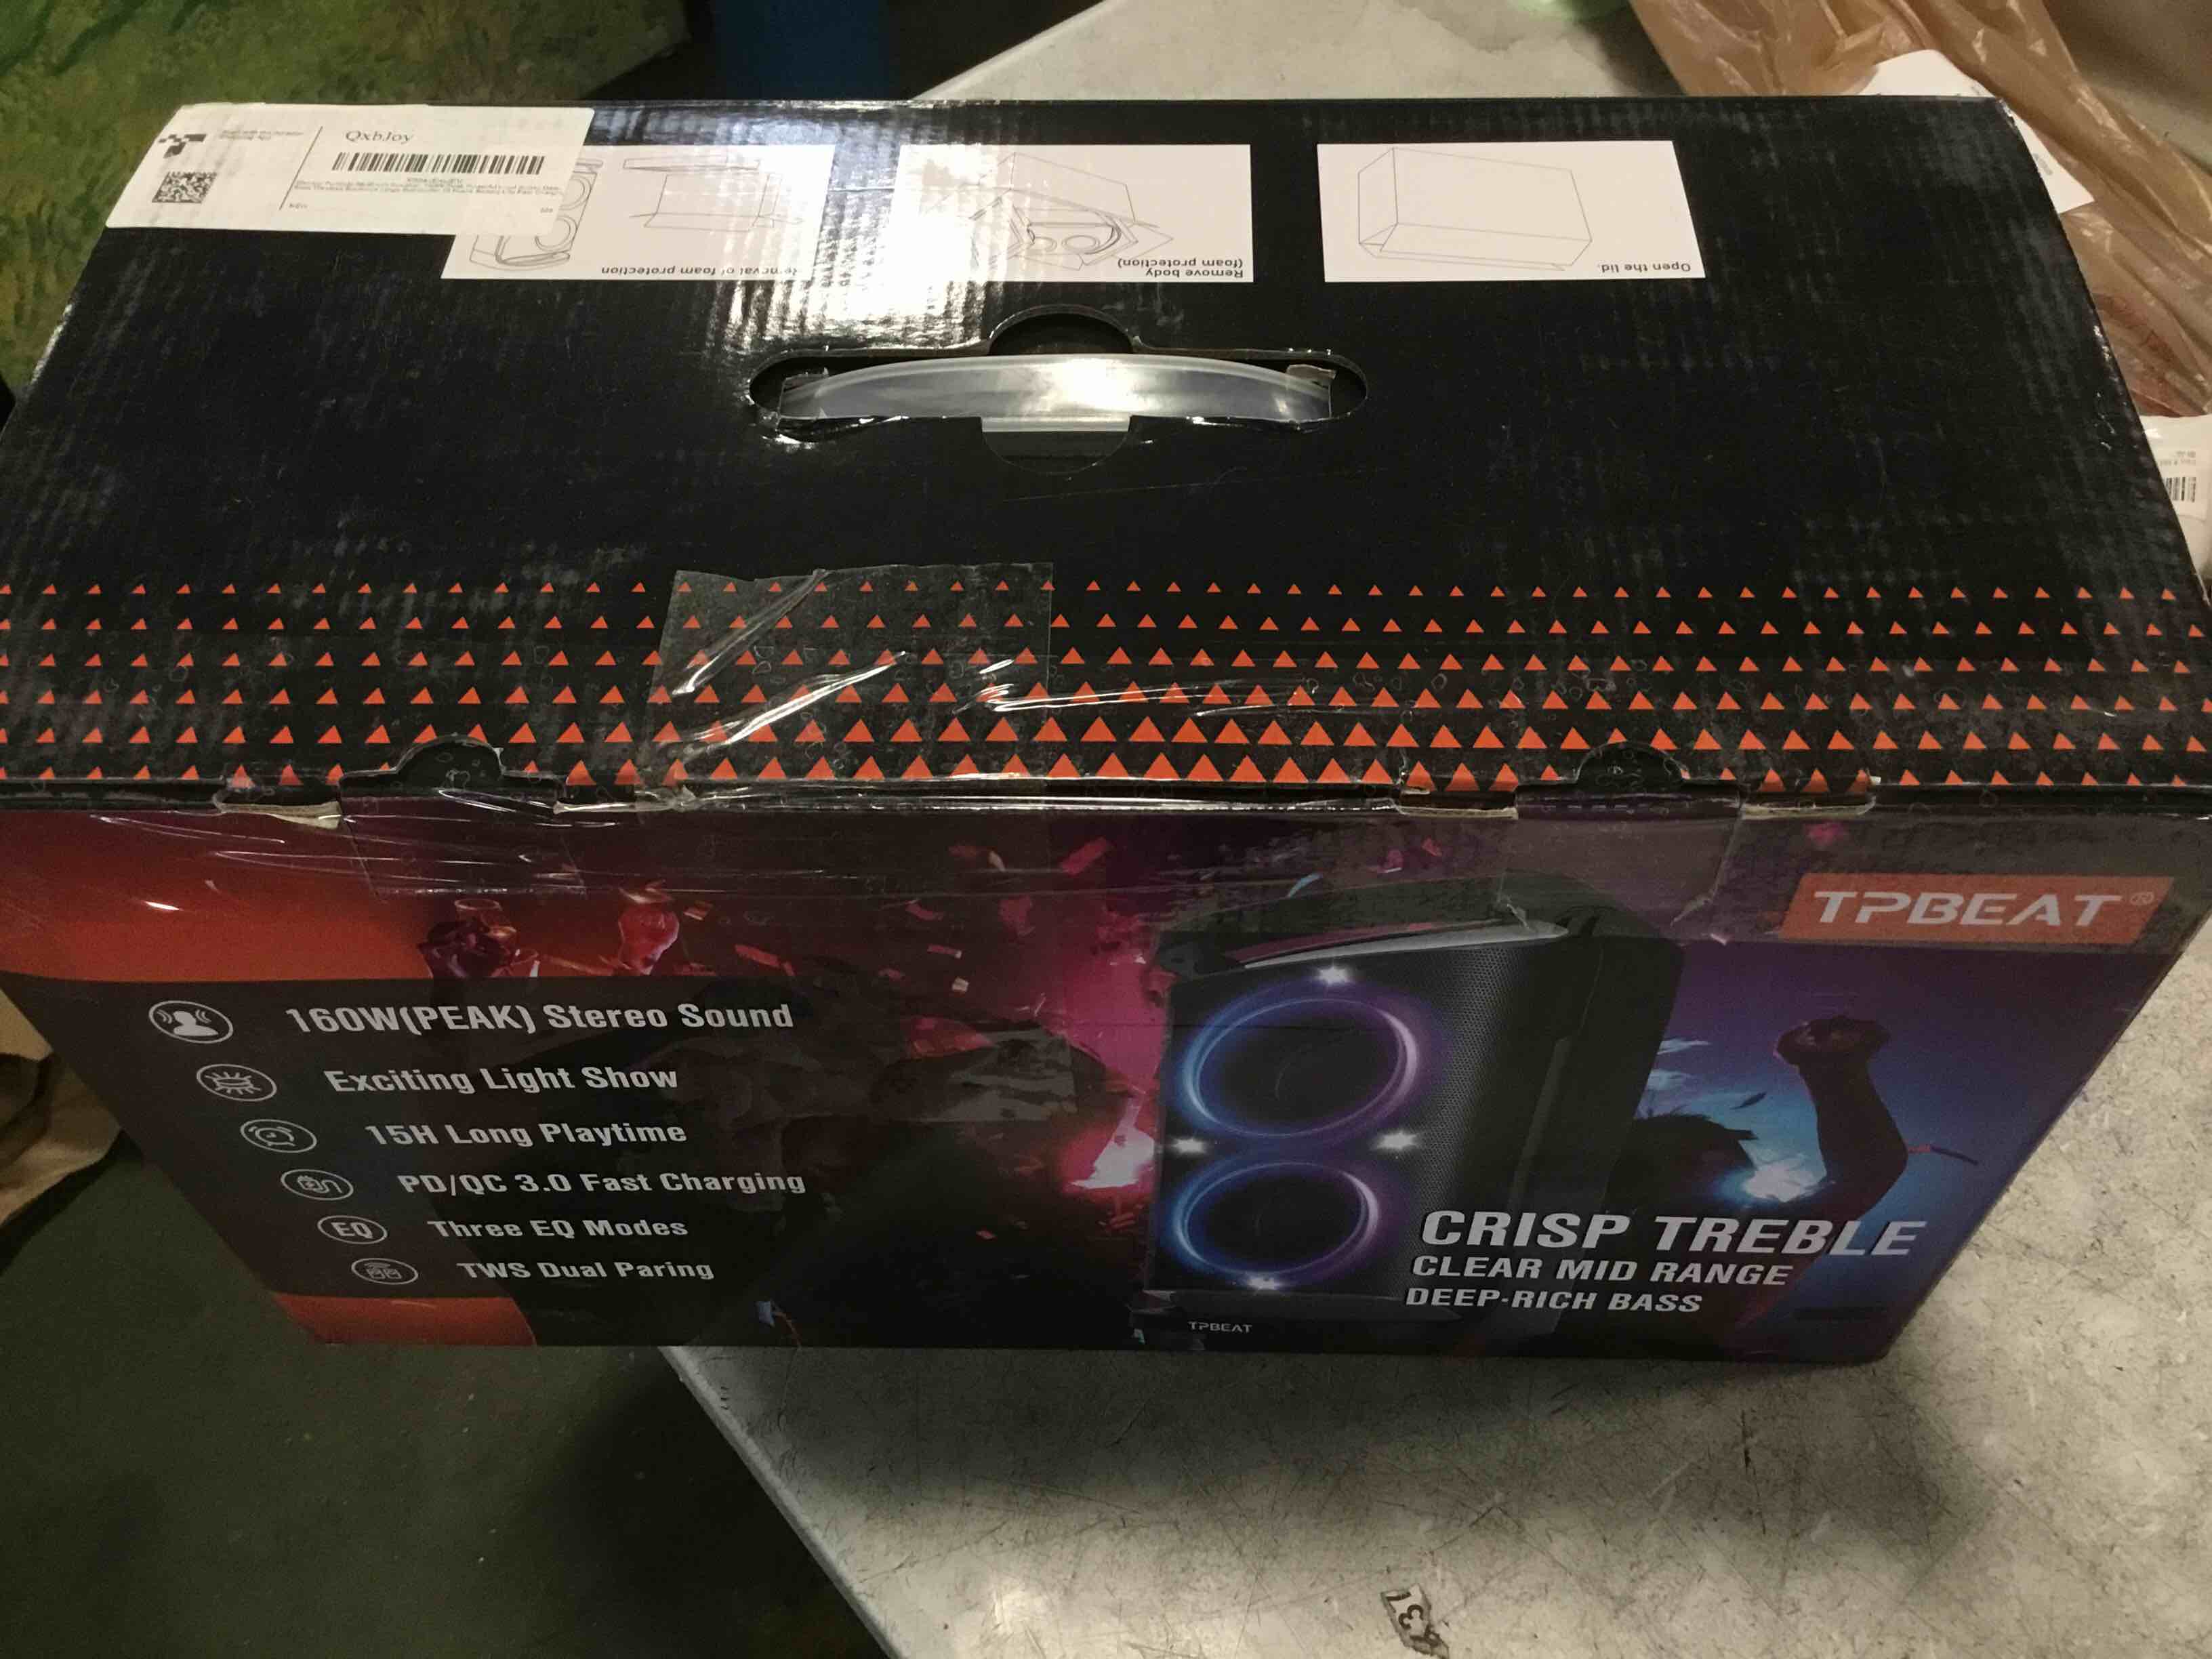 QxbJoy
Removal of foam protection
Remove body
(foam protection)
Open the lid.
TPBEAT®
160W(PEAK) Stereo Sound
Exciting Light Show
15H Long Playtime
PD/QC 3.0 Fast Charging
EQ Three EQ Modes
TWS Dual Paring
CRISP TREBLE
CLEAR MID RANGE
DEEP-RICH BASS
TPBEAT